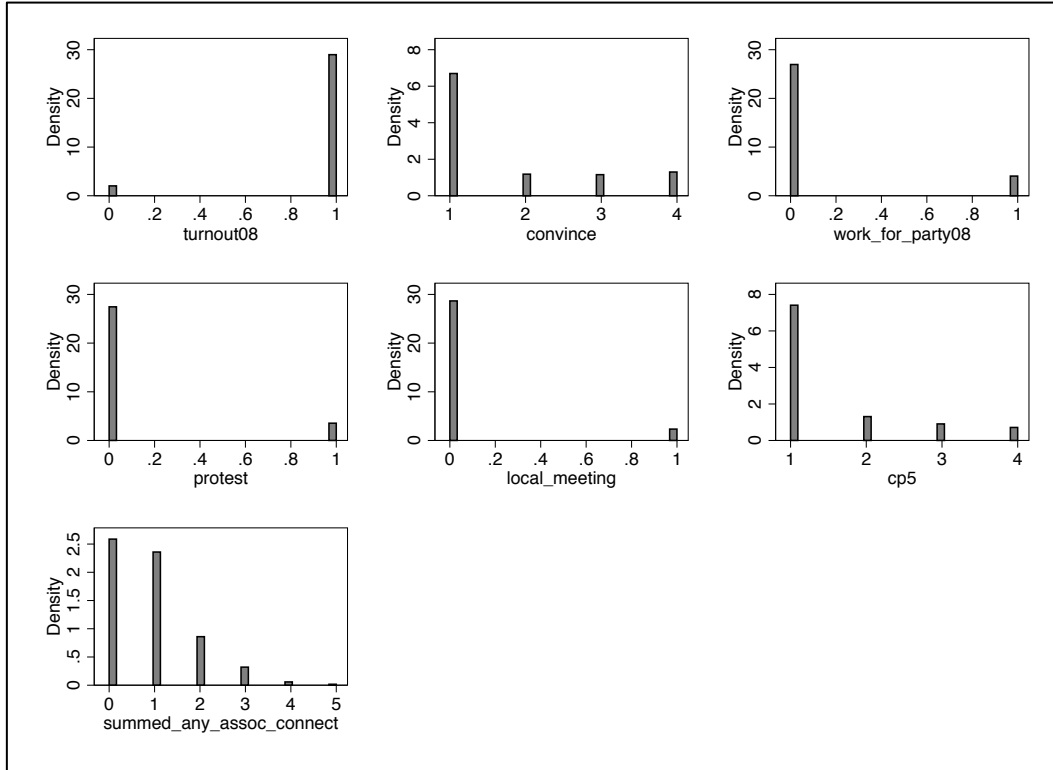 Density
30
20
10
0
0 .2 .4 .6 .8 1
turnout08
Density
8
6
4
2
0
1 2 3 4
convince
Density
30
20
10
0
0 .2 .4 .6 .8 1
work_for_party08
Density
30
20
10
0
0 .2 .4 .6 .8 1
protest
Density
30
20
10
0
0 .2 .4 .6 .8 1
local_meeting
Density
8
6
4
2
0
1 2 3 4
cp5
Density
2.5
2
1.5
1
.5
0
0 1 2 3 4 5
summed_any_assoc_connect